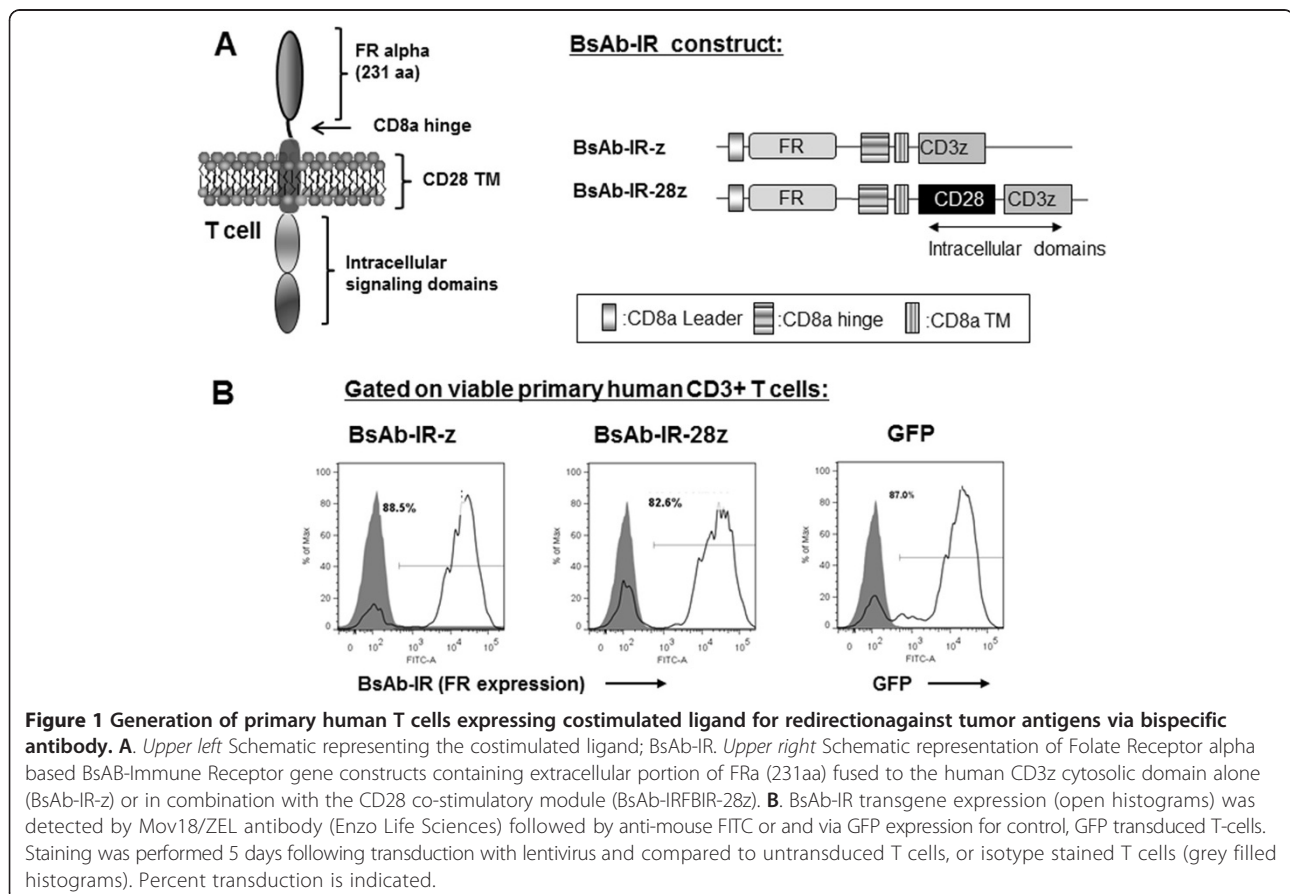 A
FR alpha
(231 aa)
CD8a hinge
CD28 TM
T cell
Intracellular
signaling domains
BsAb-IR construct:
BsAb-IR-z
FR
CD3z
BsAb-IR-28z
FR
CD28
CD3z
Intracellular domains
:CD8a Leader
:CD8a hinge
:CD8a TM
B
Gated on viable primary human CD3+ T cells:
BsAb-IR-z
BsAb-IR-28z
GFP
100
80
60
40
20
0
% of Max
88.5%
0 10^2 10^3 10^4 10^5
FITC-A
100
80
60
40
20
0
% of Max
82.6%
0 10^2 10^3 10^4 10^5
FITC-A
100
80
60
40
20
0
% of Max
87.0%
0 10^2 10^3 10^4 10^5
FITC-A
BsAb-IR (FR expression)
GFP
Figure 1 Generation of primary human T cells expressing costimulated ligand for redirectionagainst tumor antigens via bispecific
antibody. A. Upper left Schematic representing the costimulated ligand; BsAb-IR. Upper right Schematic representation of Folate Receptor alpha
based BsAB-Immune Receptor gene constructs containing extracellular portion of FRa (231aa) fused to the human CD3z cytosolic domain alone
(BsAb-IR-z) or in combination with the CD28 co-stimulatory module (BsAb-IRFBIR-28z). B. BsAb-IR transgene expression (open histograms) was
detected by Mov18/ZEL antibody (Enzo Life Sciences) followed by anti-mouse FITC or and via GFP expression for control, GFP transduced T-cells.
Staining was performed 5 days following transduction with lentivirus and compared to untransduced T cells, or isotype stained T cells (grey filled
histograms). Percent transduction is indicated.